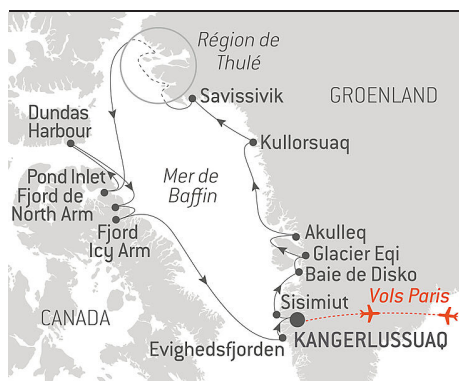 Région de
Thulé
Savissivik
GROENLAND
Dundas
Harbour
Kullorsuaq
Pond Inlet
Fjord de
North Arm
Mer de
Baffin
Fjord
Icy Arm
Akulleq
Glacier Eqi
Baie de Disko
Vols Paris
Sisimiut
CANADA
KANGERLUSSUAQ
Evighedsfjorden